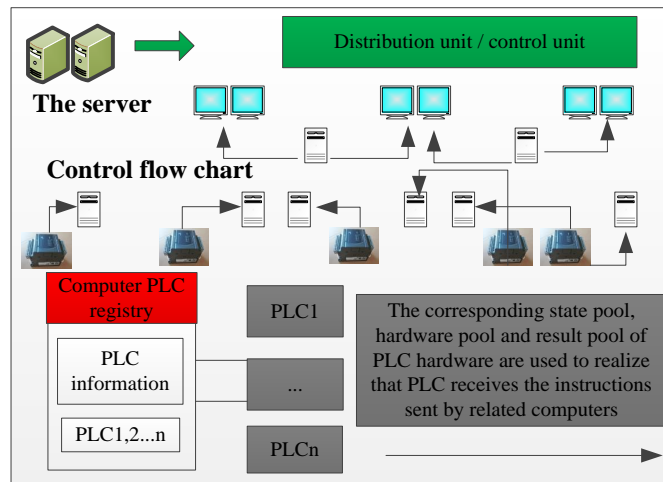 Distribution unit / control unit
The server
Control flow chart
Computer PLC
registry
PLC
information
PLC1,2...n
PLC1
...
PLCn
The corresponding state pool,
hardware pool and result pool of
PLC hardware are used to realize
that PLC receives the instructions
sent by related computers